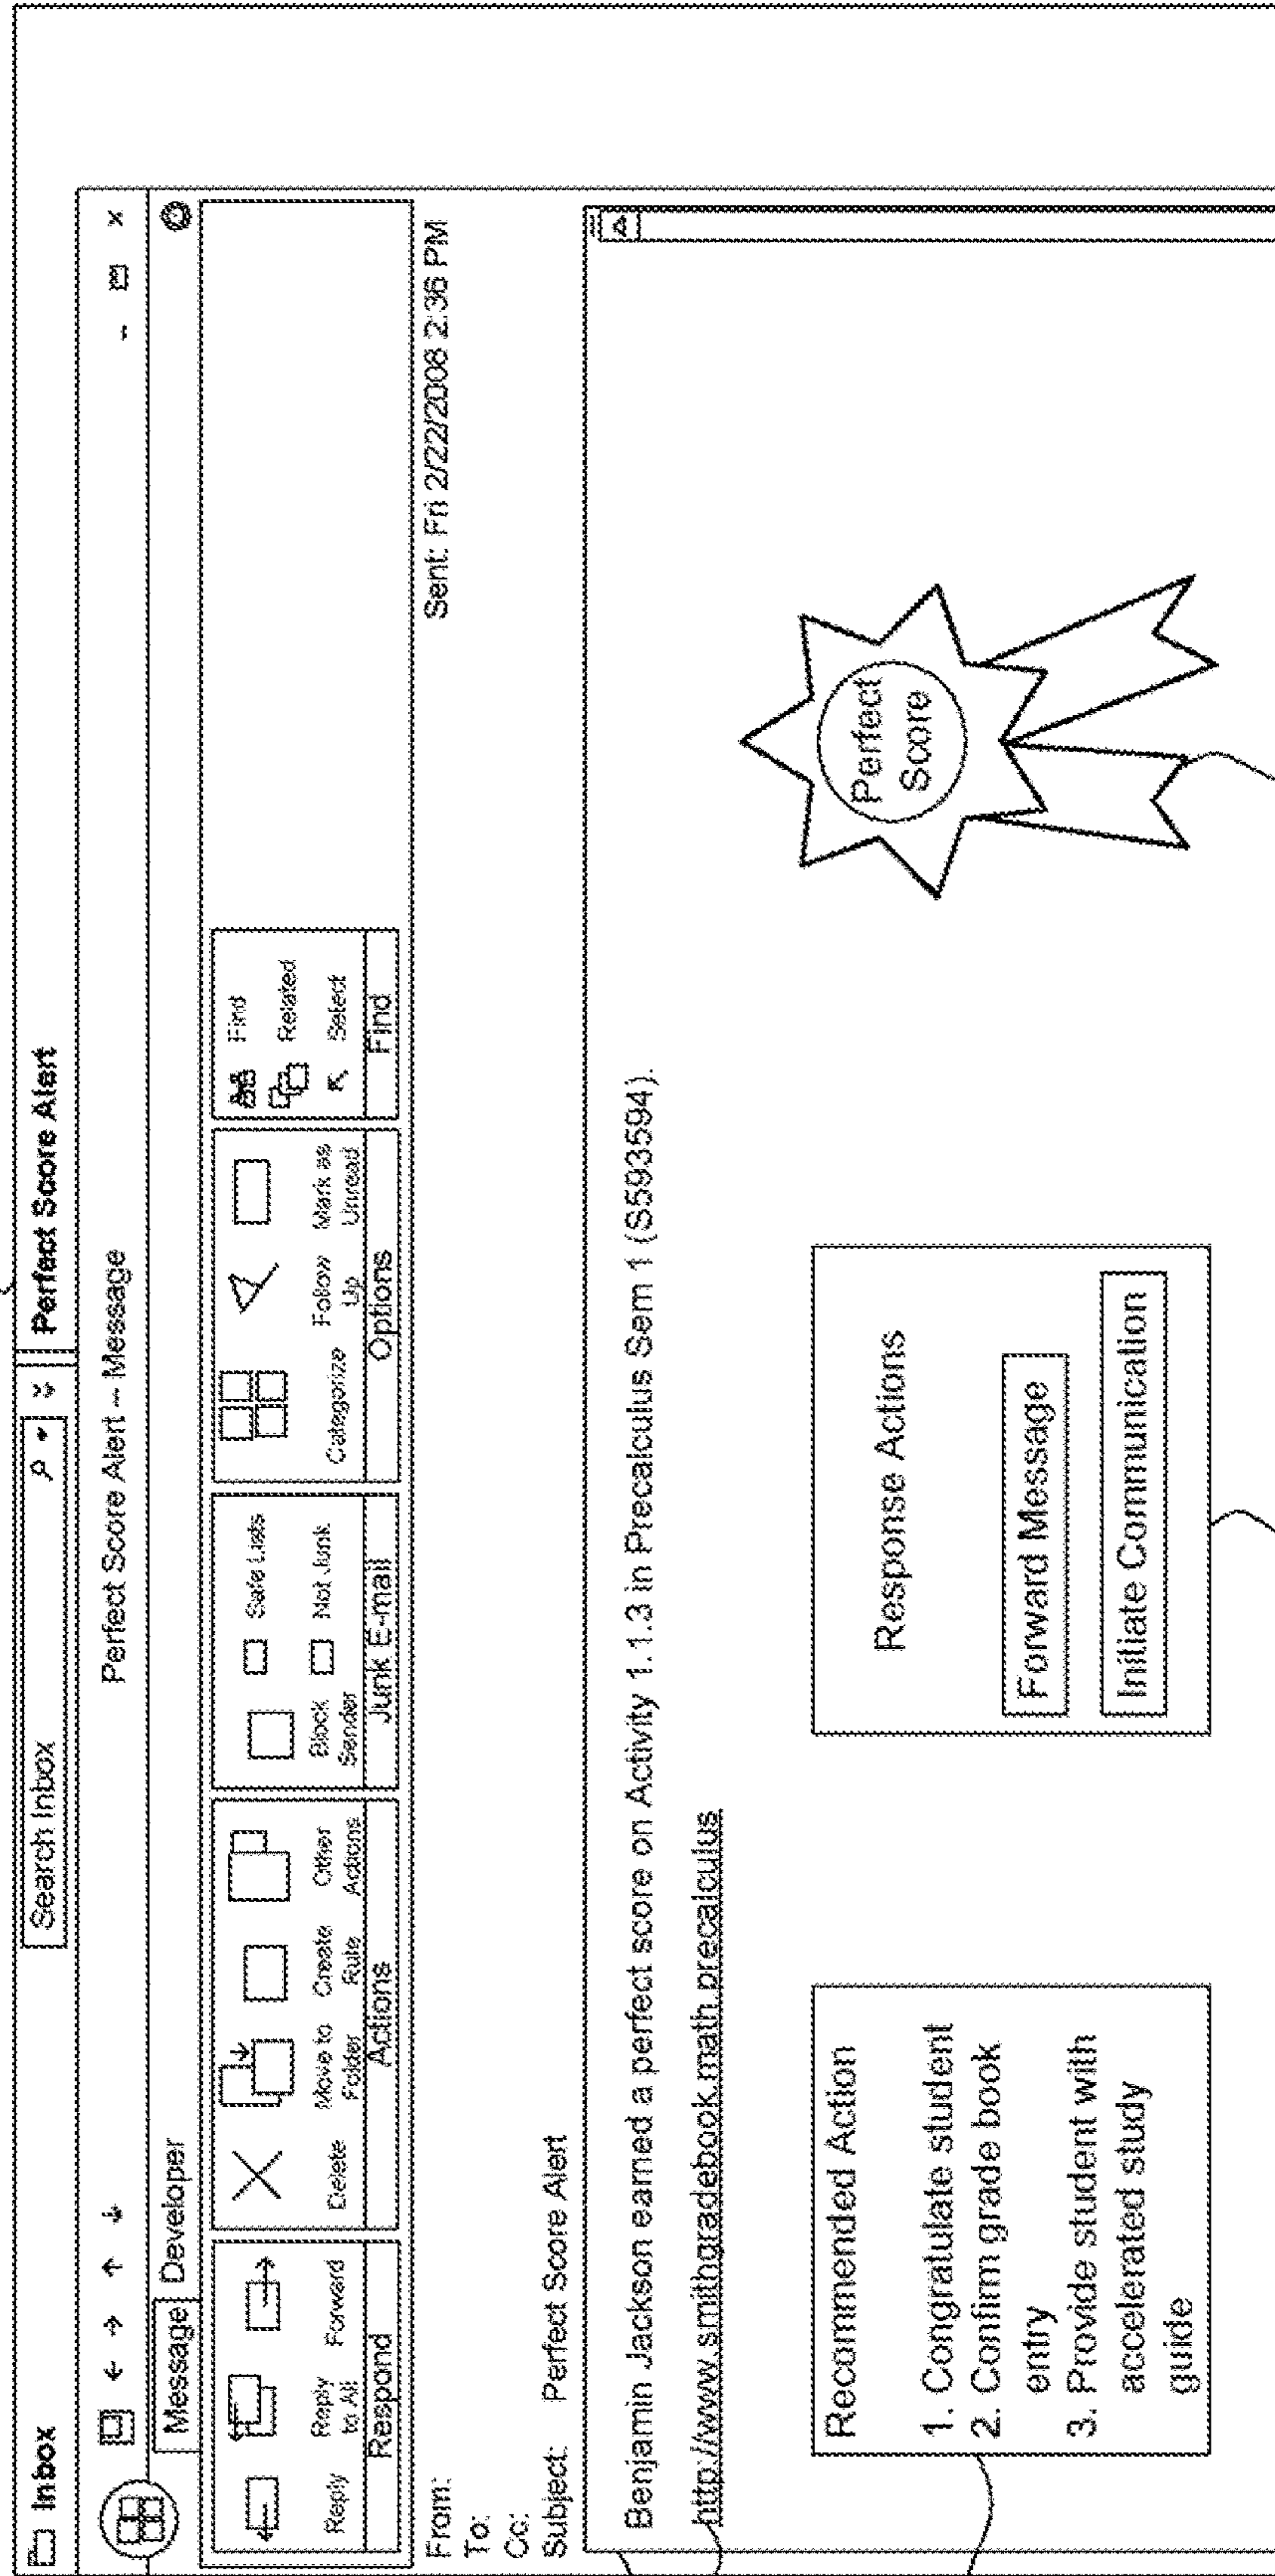 Inbox
Search Inbox
Perfect Score Alert
Perfect Score Alert – Message
Message Developer
Reply
Reply to All
Forward
Respond
Delete
Move to Folder
Create Rule
Other Actions
Actions
Block Sender
Safe Lists
Not Junk
Junk E-mail
Categorize
Follow Up
Mark as Unread
Options
Find
Related
Select
Find
From:
Sent: Fri 2/22/2008 2:36 PM
To:
Cc:
Subject: Perfect Score Alert
Benjamin Jackson earned a perfect score on Activity 1.1.3 in Precalculus Sem 1 (S593594).
http://www.smithgradebook.math.precalculus
Recommended Action
1. Congratulate student
2. Confirm grade book
entry
3. Provide student with
accelerated study
guide
Response Actions
Forward Message
Initiate Communication
Perfect
Score